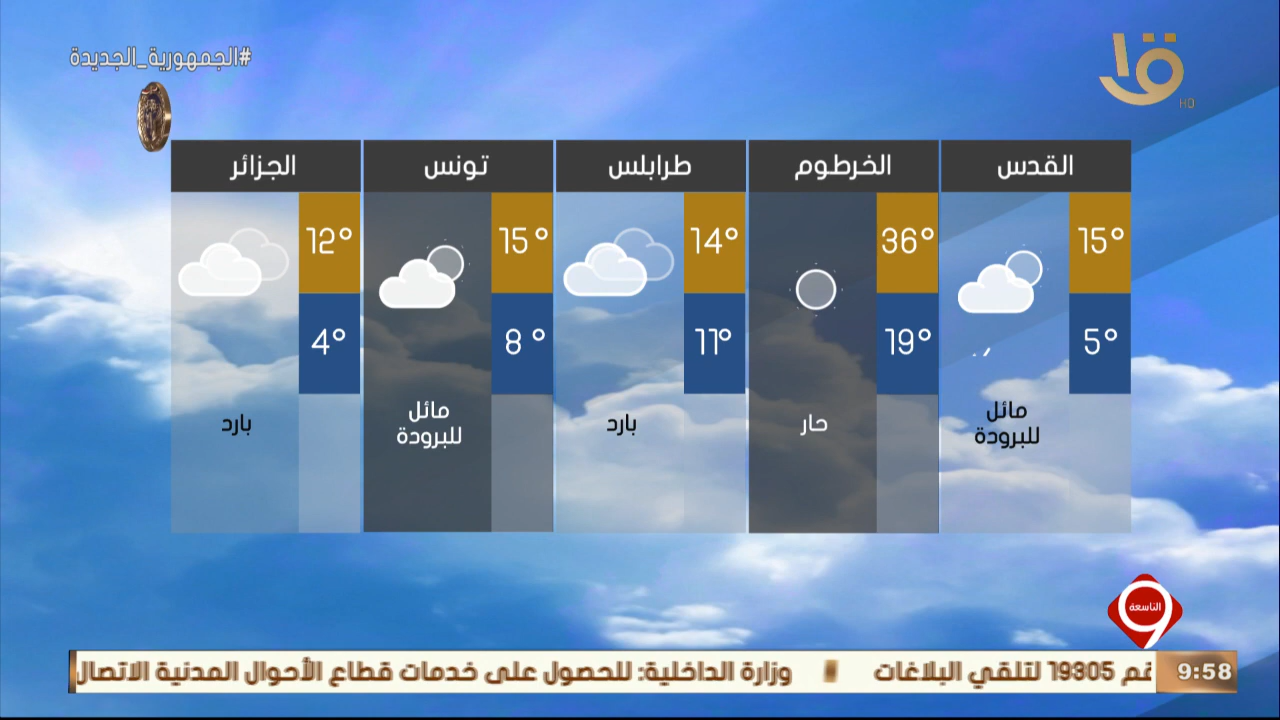 #الجمهورية_الجديدة
HD
القدس
15°
5°
مائل
للبرودة
الخرطوم
36°
19°
حار
طرابلس
14°
11°
بارد
تونس
15°
8°
مائل
للبرودة
الجزائر
12°
4°
بارد
التاسعة
9
9:58
قم 19805 لتلقي البلاغات
وزارة الداخلية: للحصول على خدمات قطاع الأحوال المدنية الاتصال